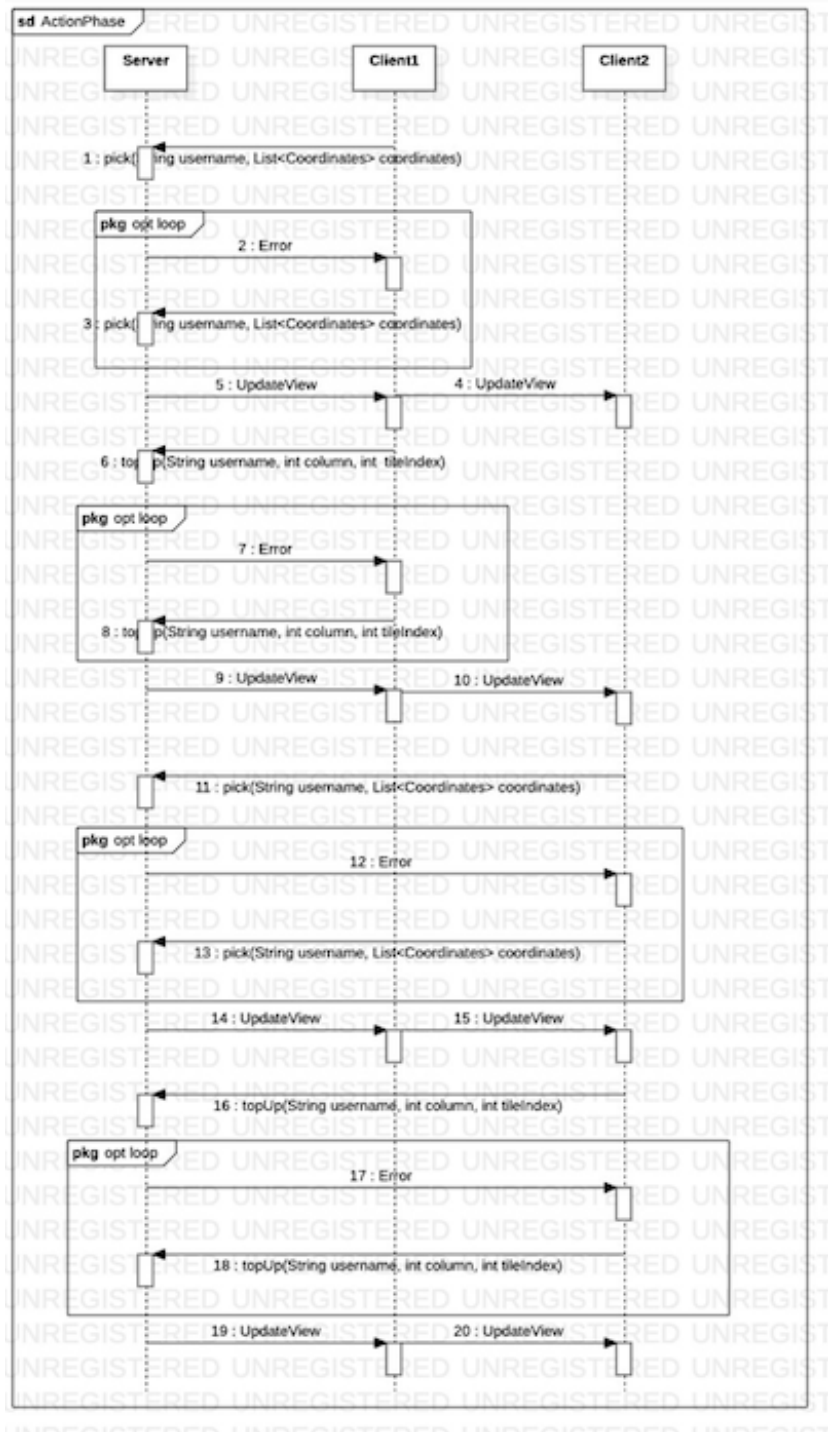 sd ActionPhase
Server Client1 Client2
1 : pick(String username, List<Coordinates> coordinates)
pkg opt loop
2 : Error
3 : pick(String username, List<Coordinates> coordinates)
5 : UpdateView 4 : UpdateView
6 : topUp(String username, int column, int tileIndex)
pkg opt loop
7 : Error
8 : topUp(String username, int column, int tileIndex)
9 : UpdateView 10 : UpdateView
11 : pick(String username, List<Coordinates> coordinates)
pkg opt loop
12 : Error
13 : pick(String username, List<Coordinates> coordinates)
14 : UpdateView 15 : UpdateView
16 : topUp(String username, int column, int tileIndex)
pkg opt loop
17 : Error
18 : topUp(String username, int column, int tileIndex)
19 : UpdateView 20 : UpdateView